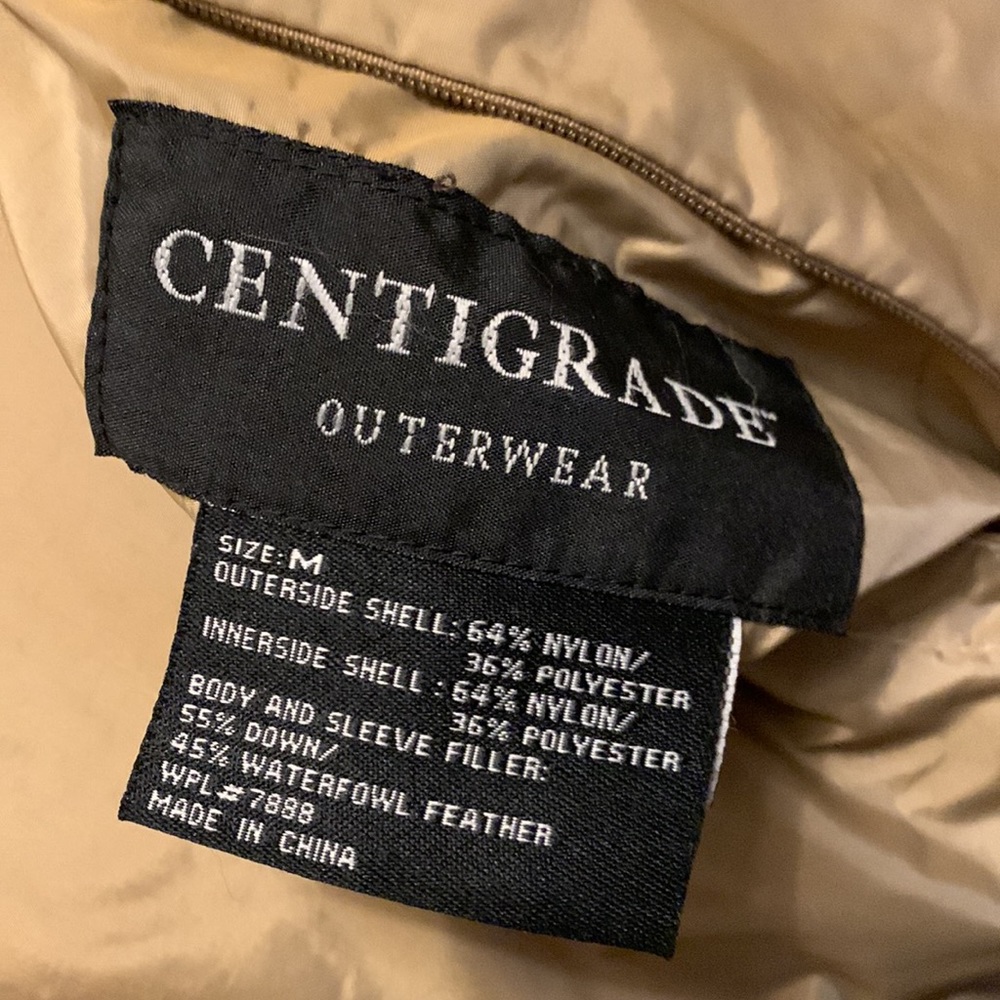 CENTIGRADE™
OUTERWEAR
SIZE: M
OUTERSIDE SHELL: 64% NYLON/
36% POLYESTER
INNERSIDE SHELL: 64% NYLON/
36% POLYESTER
BODY AND SLEEVE FILLER:
55% DOWN/
45% WATERFOWL FEATHER
WPL# 7888
MADE IN CHINA